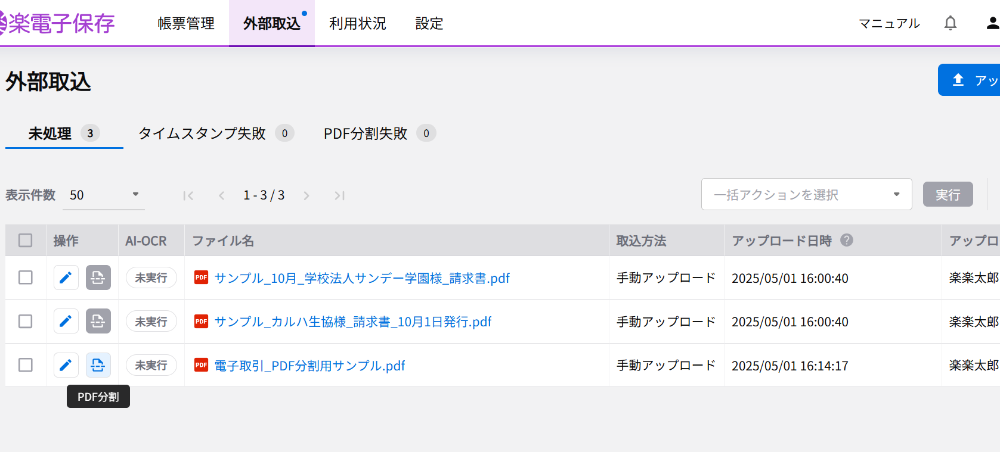 楽電子保存
帳票管理
外部取込
利用状況
設定
マニュアル
外部取込
アッ
未処理 3
タイムスタンプ失敗 0
PDF分割失敗 0
表示件数 50
1 - 3 / 3
一括アクションを選択
実行
操作 AI-OCR ファイル名 取込方法 アップロード日時 ? アップロ
未実行 PDF サンプル_10月_学校法人サンデー学園様_請求書.pdf 手動アップロード 2025/05/01 16:00:40 楽楽太郎
未実行 PDF サンプル_カルハ生協様_請求書_10月1日発行.pdf 手動アップロード 2025/05/01 16:00:40 楽楽太郎
未実行 PDF 電子取引_PDF分割用サンプル.pdf 手動アップロード 2025/05/01 16:14:17 楽楽太郎
PDF分割